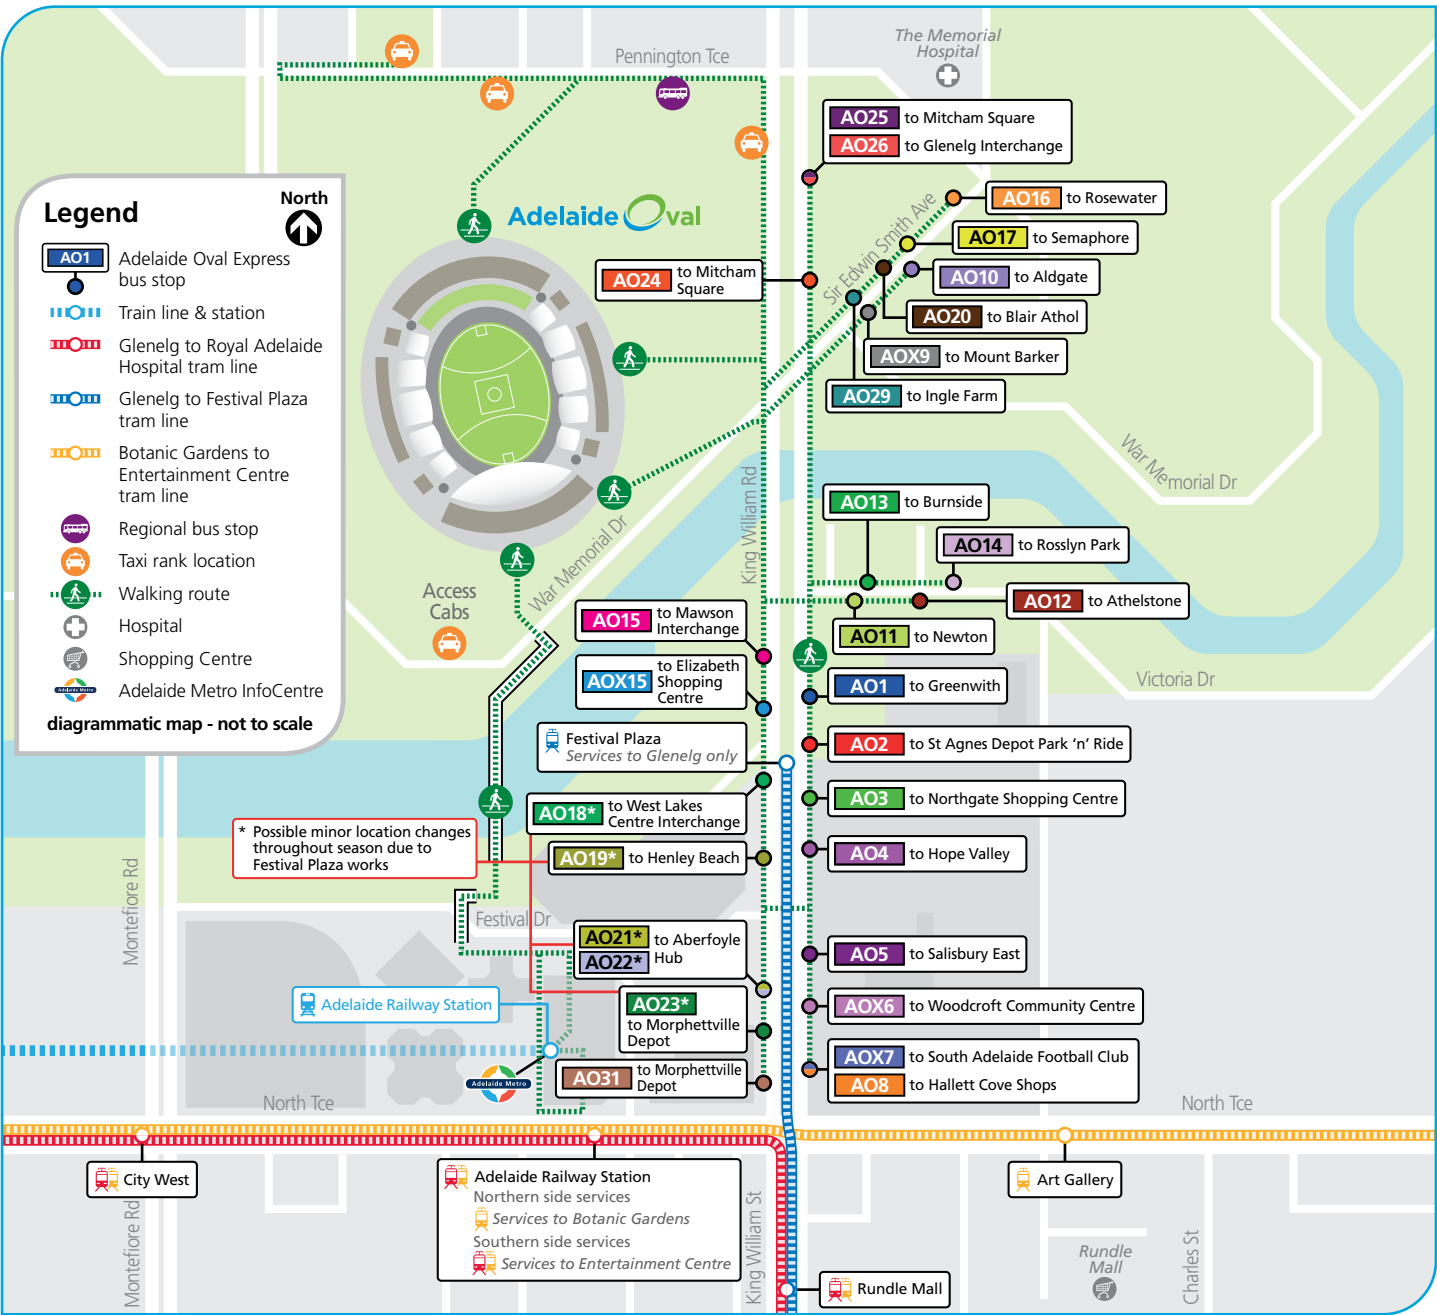 Pennington Tce
The Memorial
Hospital
AO25 to Mitcham Square
AO26 to Glenelg Interchange
Legend
North
AO1
Adelaide Oval Express
bus stop
Train line & station
Glenelg to Royal Adelaide
Hospital tram line
Glenelg to Festival Plaza
tram line
Botanic Gardens to
Entertainment Centre
tram line
Regional bus stop
Taxi rank location
Walking route
Hospital
Shopping Centre
Adelaide Metro
Adelaide Metro InfoCentre
diagrammatic map - not to scale
Adelaide Oval
Sir Edwin Smith Ave
AO16 to Rosewater
AO17 to Semaphore
AO24 to Mitcham
Square
AO10 to Aldgate
AO20 to Blair Athol
AOX9 to Mount Barker
AO29 to Ingle Farm
War Memorial Dr
King William Rd
War Memorial Dr
AO13 to Burnside
AO14 to Rosslyn Park
AO12 to Athelstone
AO11 to Newton
Access
Cabs
AO15 to Mawson
Interchange
AOX15 to Elizabeth
Shopping
Centre
AO1 to Greenwith
Victoria Dr
Festival Plaza
Services to Glenelg only
AO2 to St Agnes Depot Park ‘n’ Ride
AO18* to West Lakes
Centre Interchange
AO3 to Northgate Shopping Centre
* Possible minor location changes
throughout season due to
Festival Plaza works
AO19* to Henley Beach
AO4 to Hope Valley
Montefiore Rd
Festival Dr
AO21* to Aberfoyle
AO22* Hub
AO5 to Salisbury East
Adelaide Railway Station
AO23*
to Morphettville
Depot
AOX6 to Woodcroft Community Centre
Adelaide Metro
AO31 to Morphettville
Depot
AOX7 to South Adelaide Football Club
AO8 to Hallett Cove Shops
North Tce
North Tce
City West
Adelaide Railway Station
Northern side services
Services to Botanic Gardens
Southern side services
Services to Entertainment Centre
Art Gallery
Montefiore Rd
King William St
Rundle Mall
Rundle
Mall
Charles St